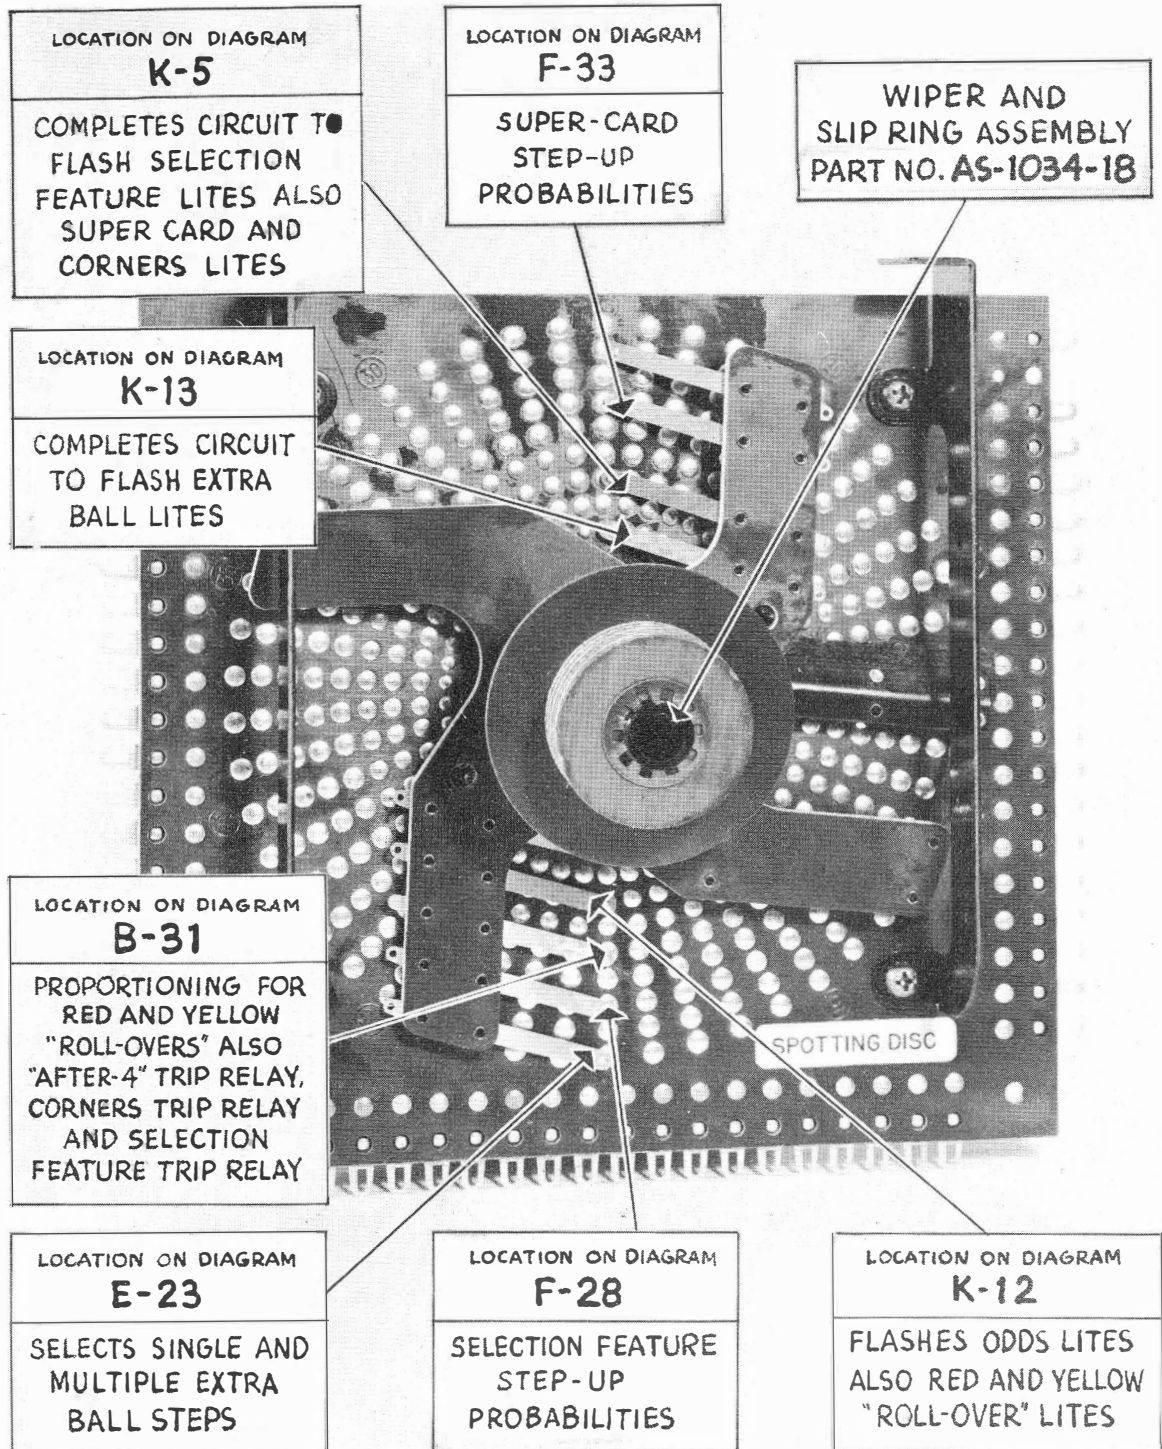 LOCATION ON DIAGRAM
K-5
COMPLETES CIRCUIT TO
FLASH SELECTION
FEATURE LITES ALSO
SUPER CARD AND
CORNERS LITES
LOCATION ON DIAGRAM
F-33
SUPER-CARD
STEP-UP
PROBABILITIES
WIPER AND
SLIP RING ASSEMBLY
PART NO. AS-1034-18
LOCATION ON DIAGRAM
K-13
COMPLETES CIRCUIT
TO FLASH EXTRA
BALL LITES
30
LOCATION ON DIAGRAM
B-31
PROPORTIONING FOR
RED AND YELLOW
"ROLL-OVERS" ALSO
"AFTER-4" TRIP RELAY,
CORNERS TRIP RELAY
AND SELECTION
FEATURE TRIP RELAY
SPOTTING DISC
LOCATION ON DIAGRAM
E-23
SELECTS SINGLE AND
MULTIPLE EXTRA
BALL STEPS
LOCATION ON DIAGRAM
F-28
SELECTION FEATURE
STEP-UP
PROBABILITIES
LOCATION ON DIAGRAM
K-12
FLASHES ODDS LITES
ALSO RED AND YELLOW
"ROLL-OVER" LITES